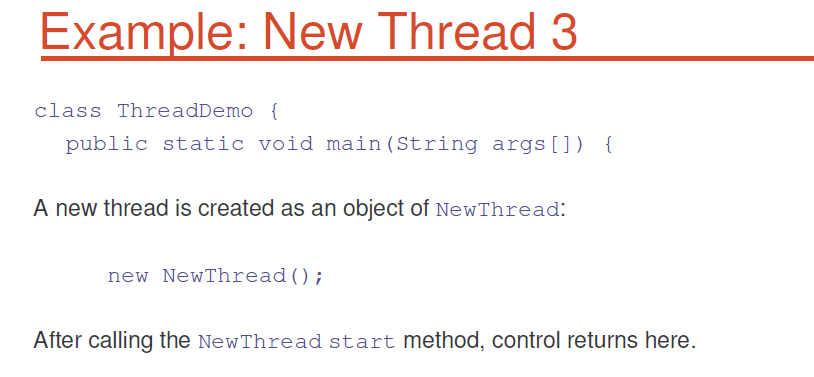 Example: New Thread 3
class ThreadDemo {
public static void main(String args[]) {
A new thread is created as an object of NewThread:
new NewThread();
After calling the NewThread start method, control returns here.